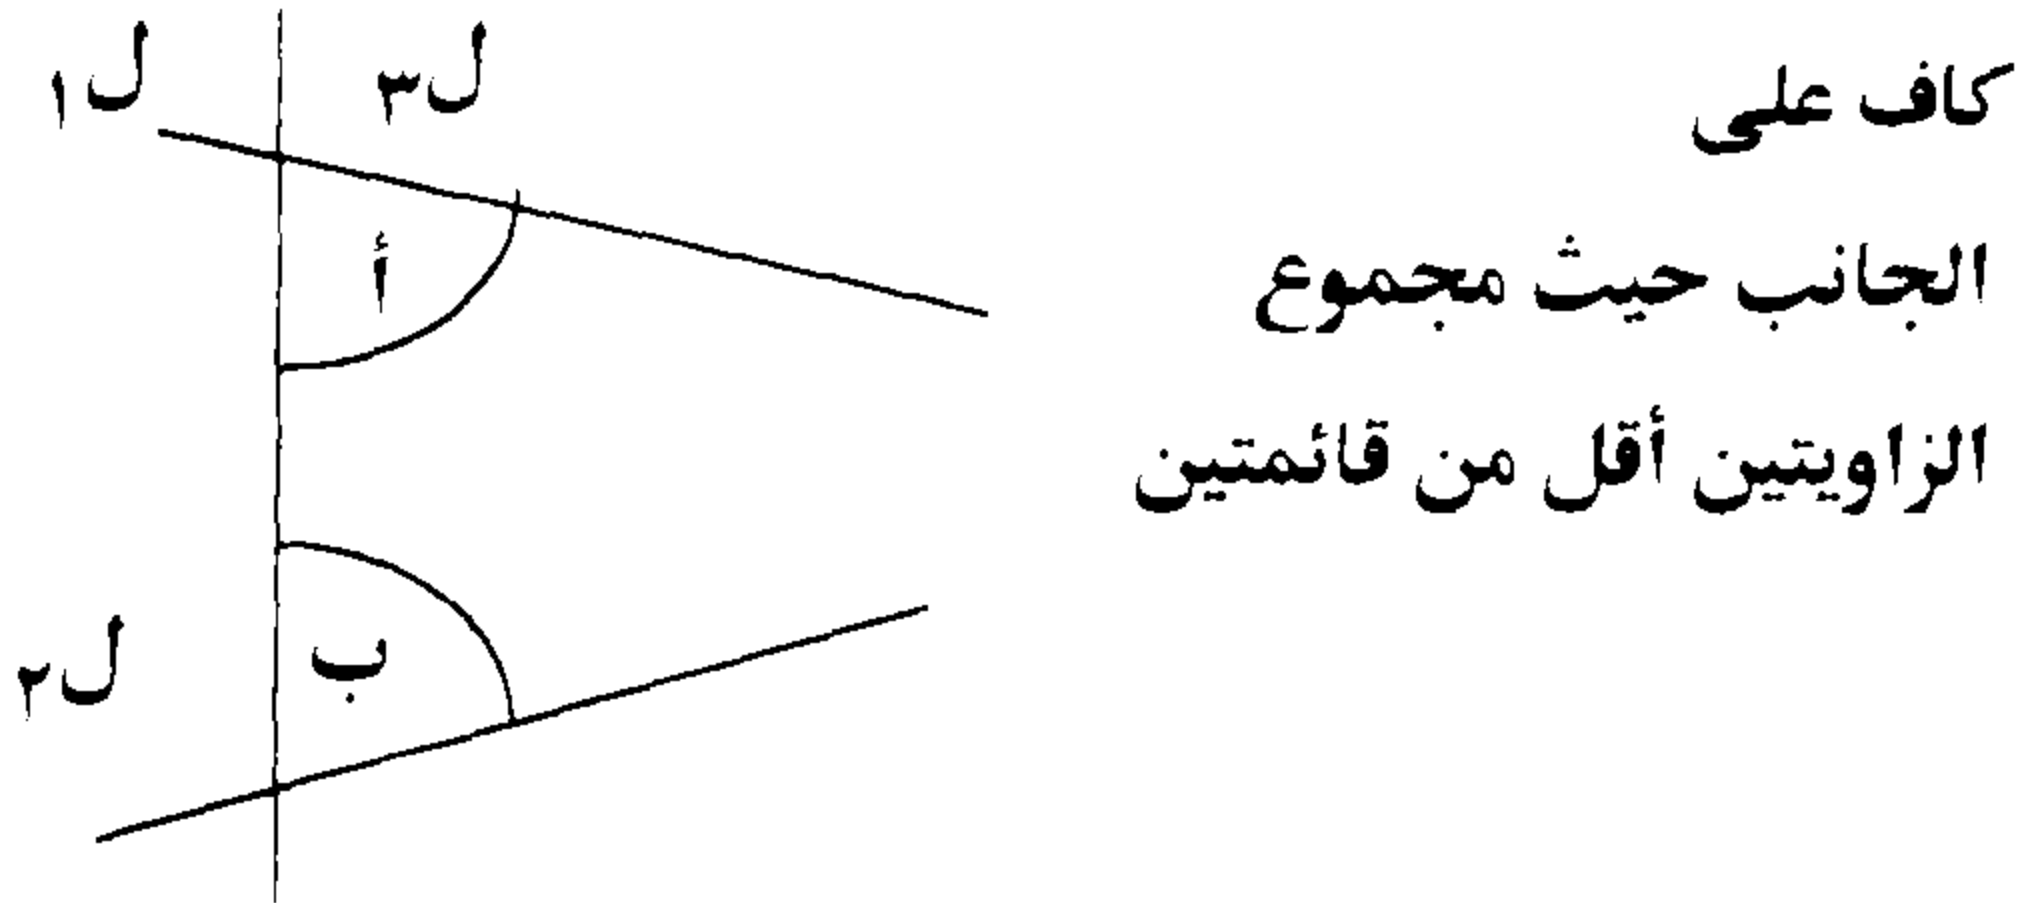 كاف على
الجانب حيث مجموع
الزاويتين أقل من قائمتين
ل٣
ل١
أ
ب
ل٢